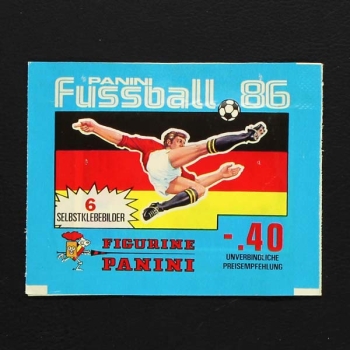 PANINI
Fussball 86
6
SELBSTKLEBEBILDER
FIGURINE
PANINI
-.40
UNVERBINDLICHE
PREISEMPFEHLUNG